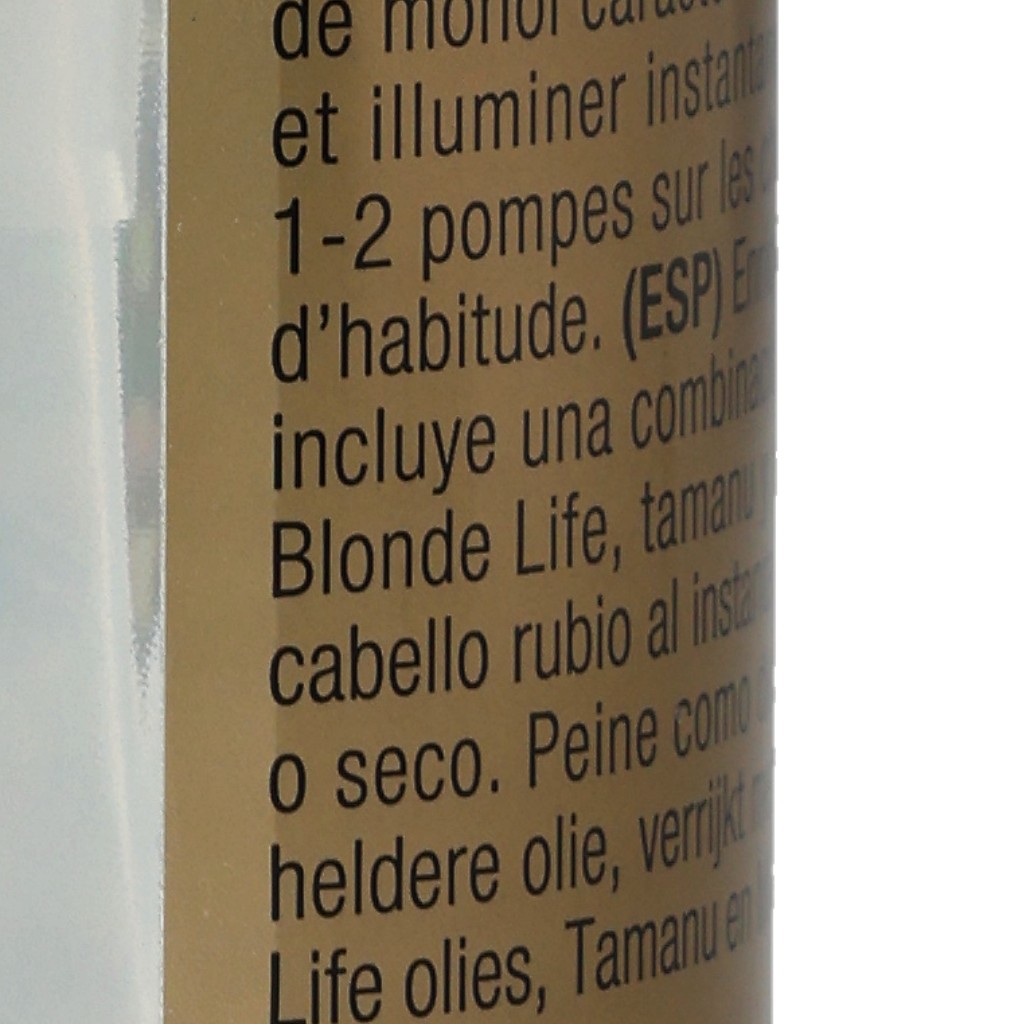 de monoï
et illuminer
1-2 pompes sur les
d'habitude. (ESP)
incluye una
Blonde Life, tamanu
cabello rubio al
o seco. Peine como
heldere olie, verrijkt
Life olies, Tamanu en